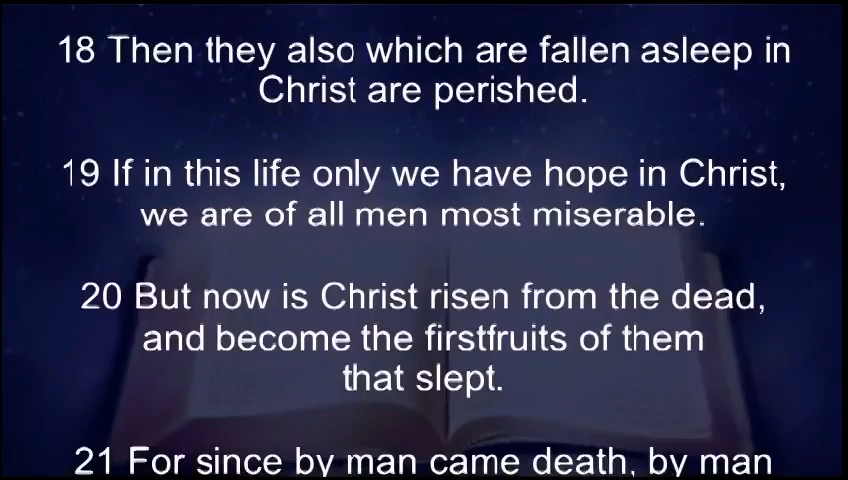 18 Then they also which are fallen asleep in
Christ are perished.
19 If in this life only we have hope in Christ,
we are of all men most miserable.
20 But now is Christ risen from the dead,
and become the firstfruits of them
that slept.
21 For since by man came death, by man